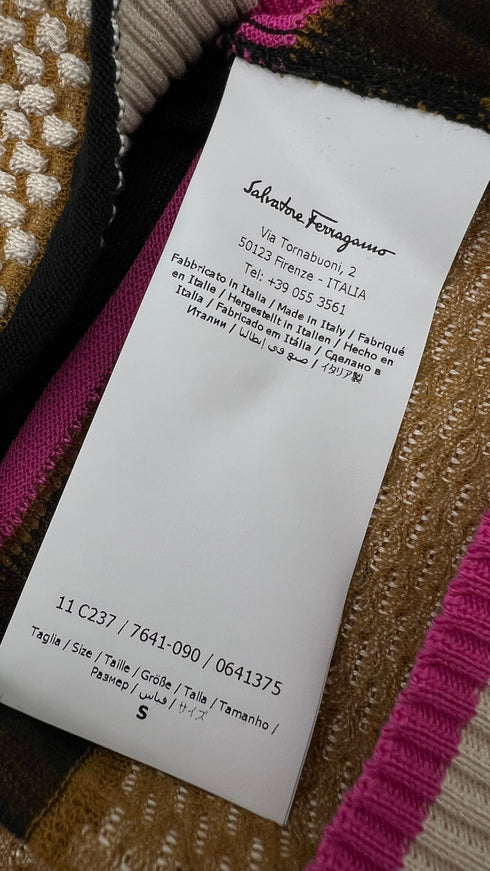 Salvatore Ferragamo
Via Tornabuoni, 2
50123 Firenze - ITALIA
Tel: +39 055 3561
Fabbricato in Italia / Made in Italy / Fabriqué
en Italie / Hergestellt in Italien / Hecho en
Italia / Fabricado em Itália / Сделано в
Италии / صنع في إيطاليا / イタリア製
11 C237 / 7641-090 / 0641375
Taglia / Size / Taille / Größe / Talla / Tamanho /
Размер / قياس / サイズ
S